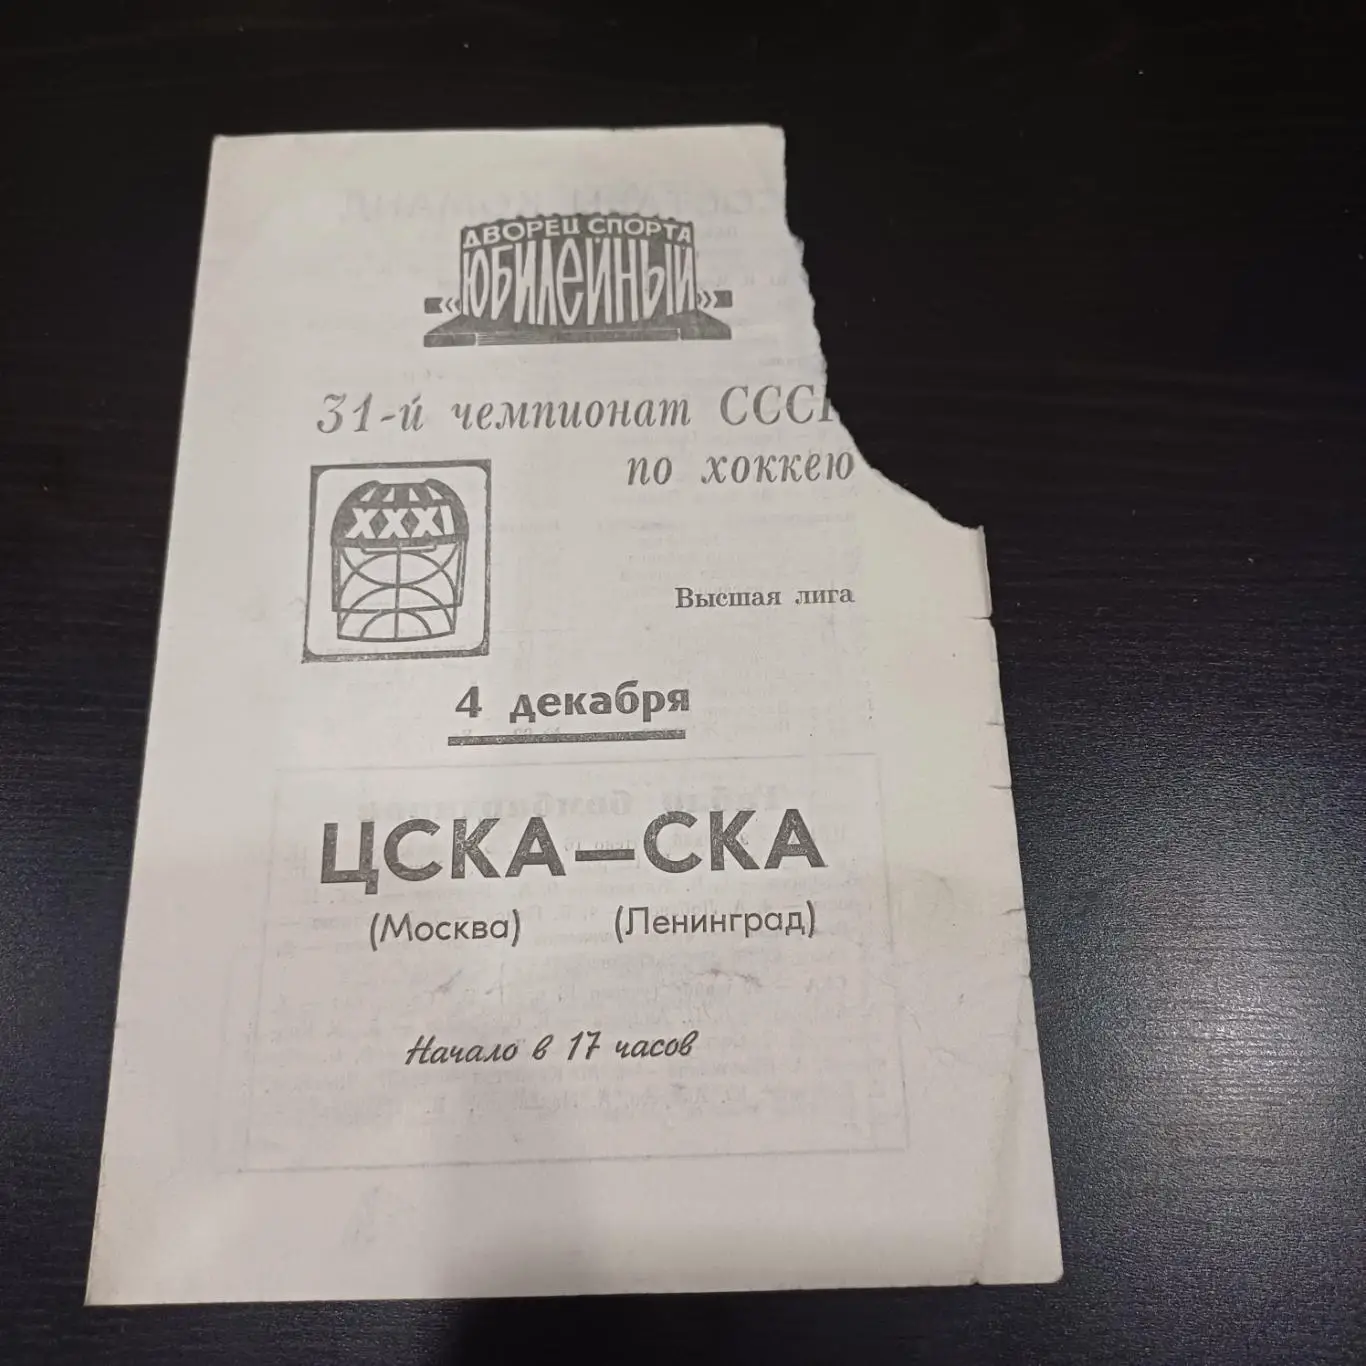 ДВОРЕЦ СПОРТА
«ЮБИЛЕЙНЫЙ»
31-й чемпионат СССР
по хоккею
XXXI
Высшая лига
4 декабря
ЦСКА—СКА
(Москва) (Ленинград)
Начало в 17 часов